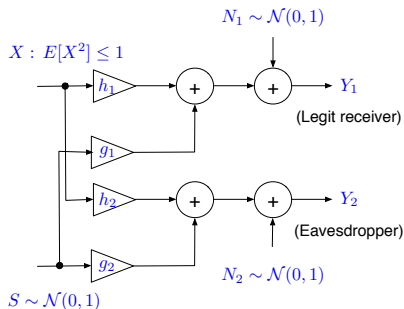 N₁ ∼ 𝒩(0, 1)
X : E[X²] ≤ 1
h₁
+
+
Y₁
(Legit receiver)
g₁
h₂
+
+
Y₂
(Eavesdropper)
g₂
S ∼ 𝒩(0, 1)
N₂ ∼ 𝒩(0, 1)